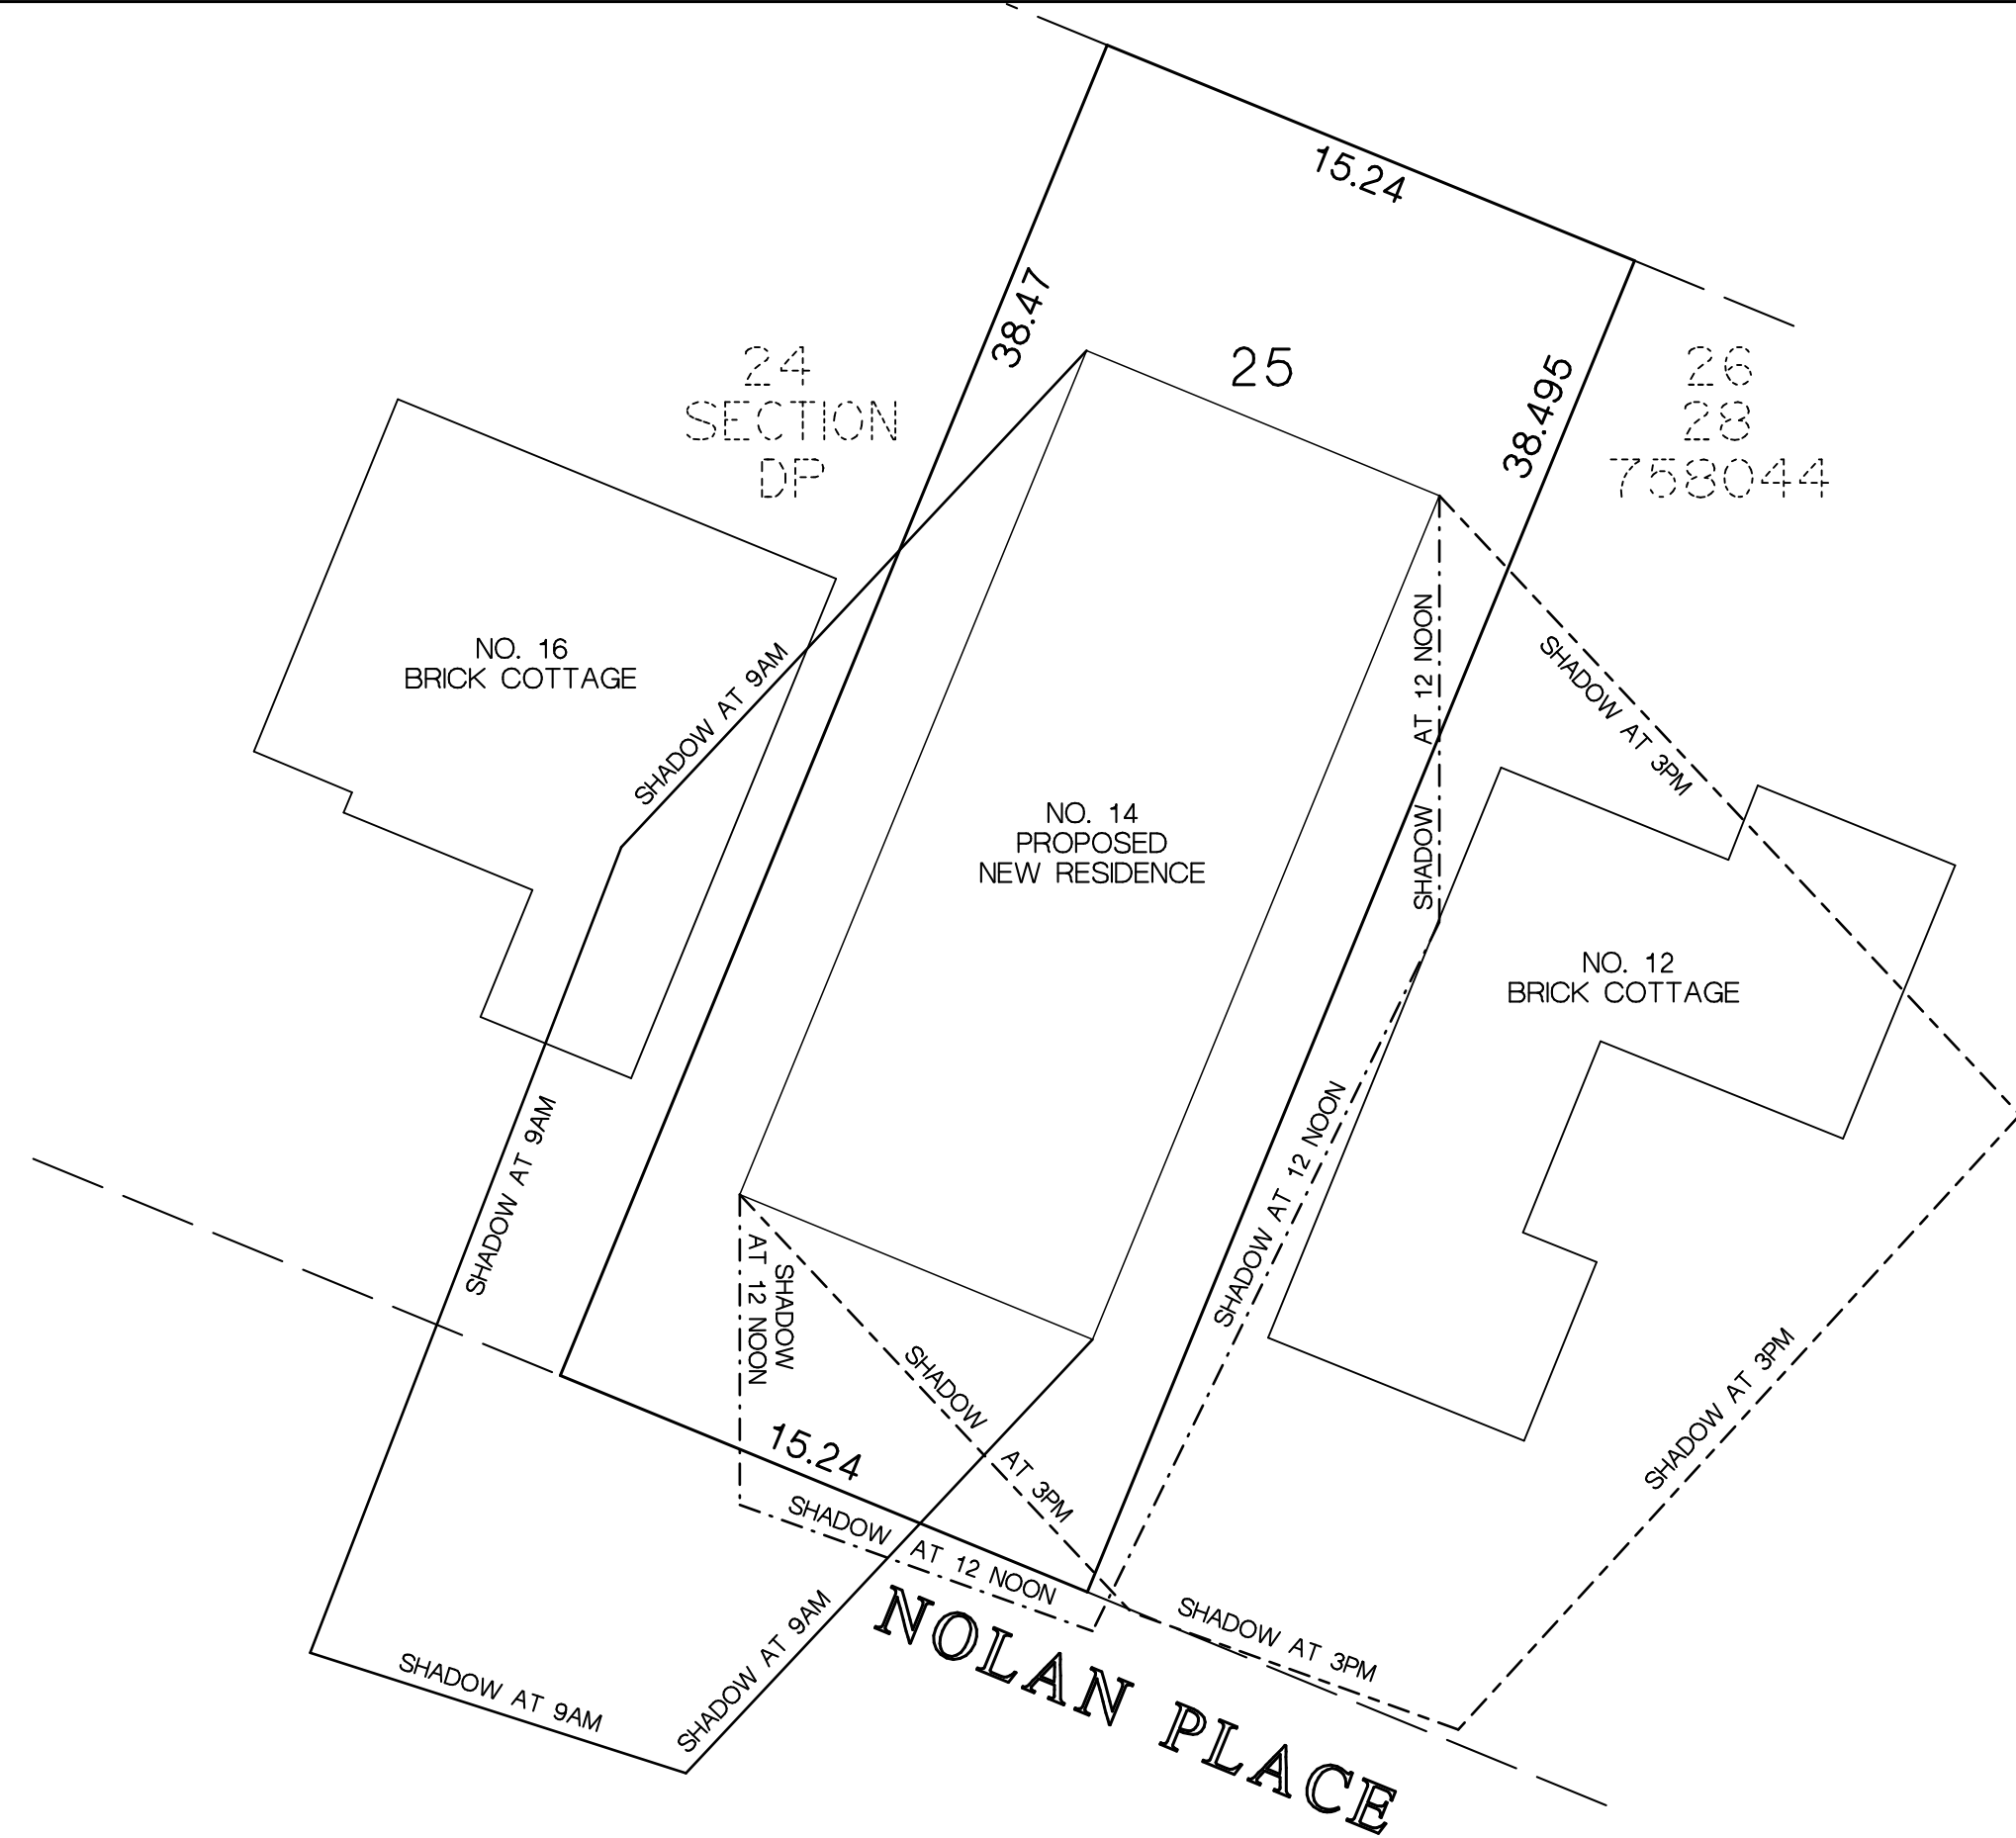 15.24
38.47
25
38.495
24
SECTION
DP
26
28
758044
NO. 16
BRICK COTTAGE
SHADOW AT 9AM
SHADOW AT 12 NOON
SHADOW AT 3PM
NO. 14
PROPOSED
NEW RESIDENCE
NO. 12
BRICK COTTAGE
SHADOW AT 9AM
SHADOW AT 12 NOON
SHADOW
AT 12 NOON
SHADOW AT 3PM
SHADOW AT 3PM
15.24
SHADOW AT 12 NOON
SHADOW AT 9AM
SHADOW AT 3PM
SHADOW AT 9AM
NOLAN PLACE